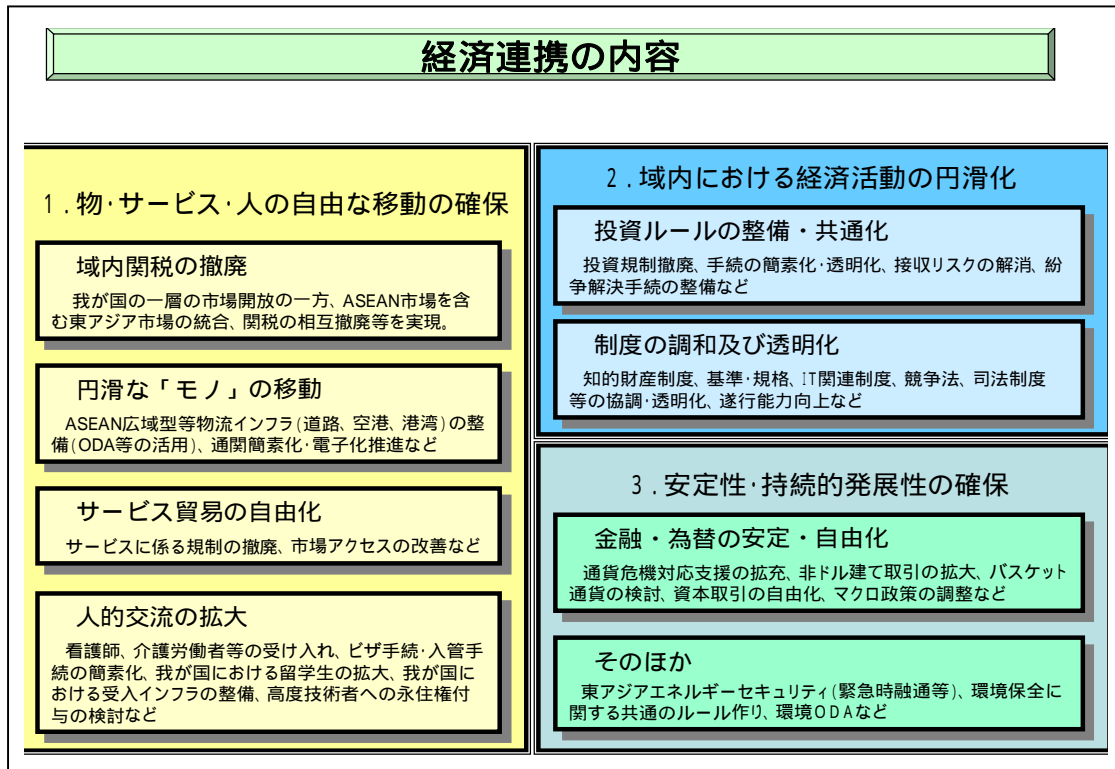 経済連携の内容
1.物･サービス･人の自由な移動の確保
域内関税の撤廃
我が国の一層の市場開放の一方、ASEAN市場を含
む東アジア市場の統合、関税の相互撤廃等を実現。
円滑な「モノ」の移動
ASEAN広域型等物流インフラ(道路、空港、港湾)の整
備(ODA等の活用)、通関簡素化･電子化推進など
サービス貿易の自由化
サービスに係る規制の撤廃、市場アクセスの改善など
人的交流の拡大
看護師、介護労働者等の受け入れ、ビザ手続･入管手
続の簡素化、我が国における留学生の拡大、我が国に
おける受入インフラの整備、高度技術者への永住権付
与の検討など
2.域内における経済活動の円滑化
投資ルールの整備・共通化
投資規制撤廃、手続の簡素化･透明化、接収リスクの解消、紛
争解決手続の整備など
制度の調和及び透明化
知的財産制度、基準･規格、IT関連制度、競争法、司法制度
等の協調･透明化、遂行能力向上など
3.安定性･持続的発展性の確保
金融・為替の安定・自由化
通貨危機対応支援の拡充、非ドル建て取引の拡大、バスケット
通貨の検討、資本取引の自由化、マクロ政策の調整など
そのほか
東アジアエネルギーセキュリティ(緊急時融通等)、環境保全に
関する共通のルール作り、環境ODAなど